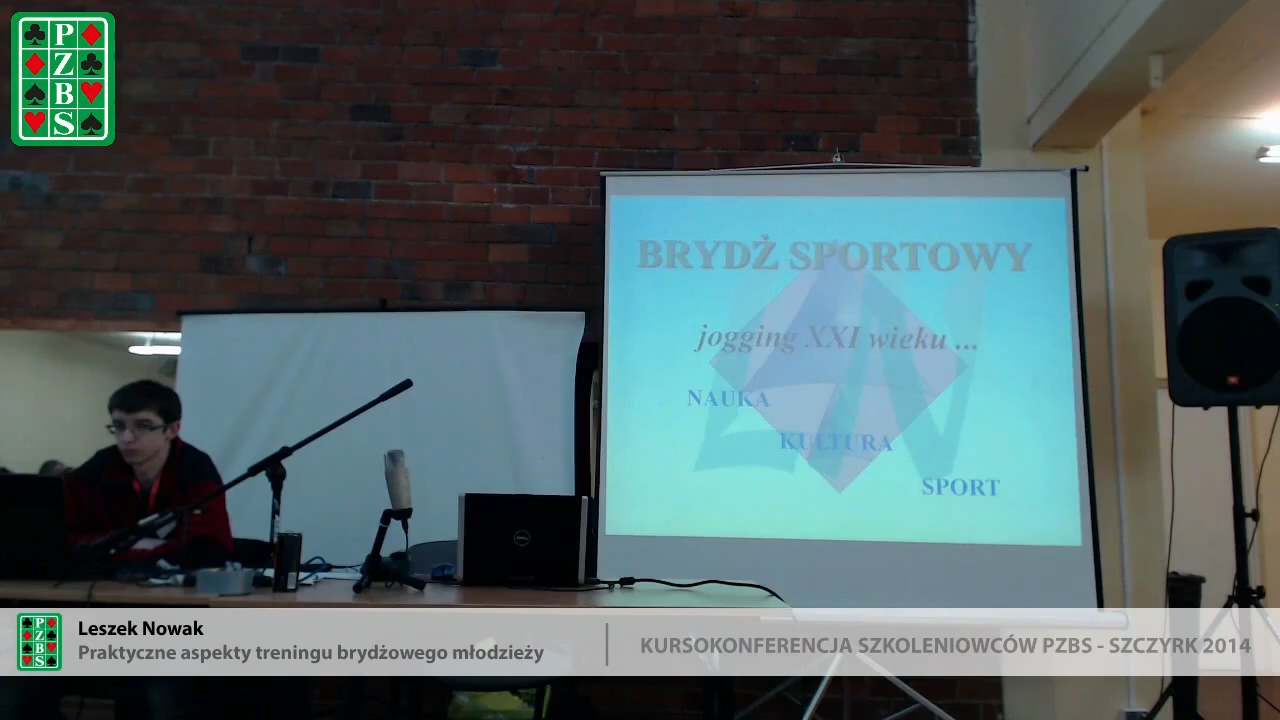 P
Z
B
S
BRYDŻ SPORTOWY
jogging XXI wieku ...
NAUKA
KULTURA
SPORT
DELL
P
Z
B
S
Leszek Nowak
Praktyczne aspekty treningu brydżowego młodzieży
KURSOKONFERENCJA SZKOLENIOWCÓW PZBS - SZCZYRK 2014